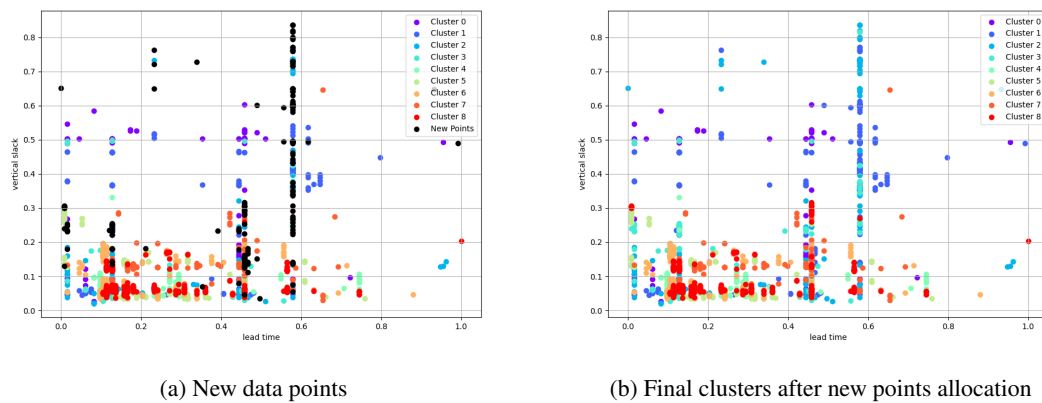 0.8
0.7
0.6
0.5
0.4
0.3
0.2
0.1
0.0
vertical slack
0.0 0.2 0.4 0.6 0.8 1.0
lead time
Cluster 0
Cluster 1
Cluster 2
Cluster 3
Cluster 4
Cluster 5
Cluster 6
Cluster 7
Cluster 8
New Points
(a) New data points
0.8
0.7
0.6
0.5
0.4
0.3
0.2
0.1
0.0
vertical slack
0.0 0.2 0.4 0.6 0.8 1.0
lead time
Cluster 0
Cluster 1
Cluster 2
Cluster 3
Cluster 4
Cluster 5
Cluster 6
Cluster 7
Cluster 8
(b) Final clusters after new points allocation